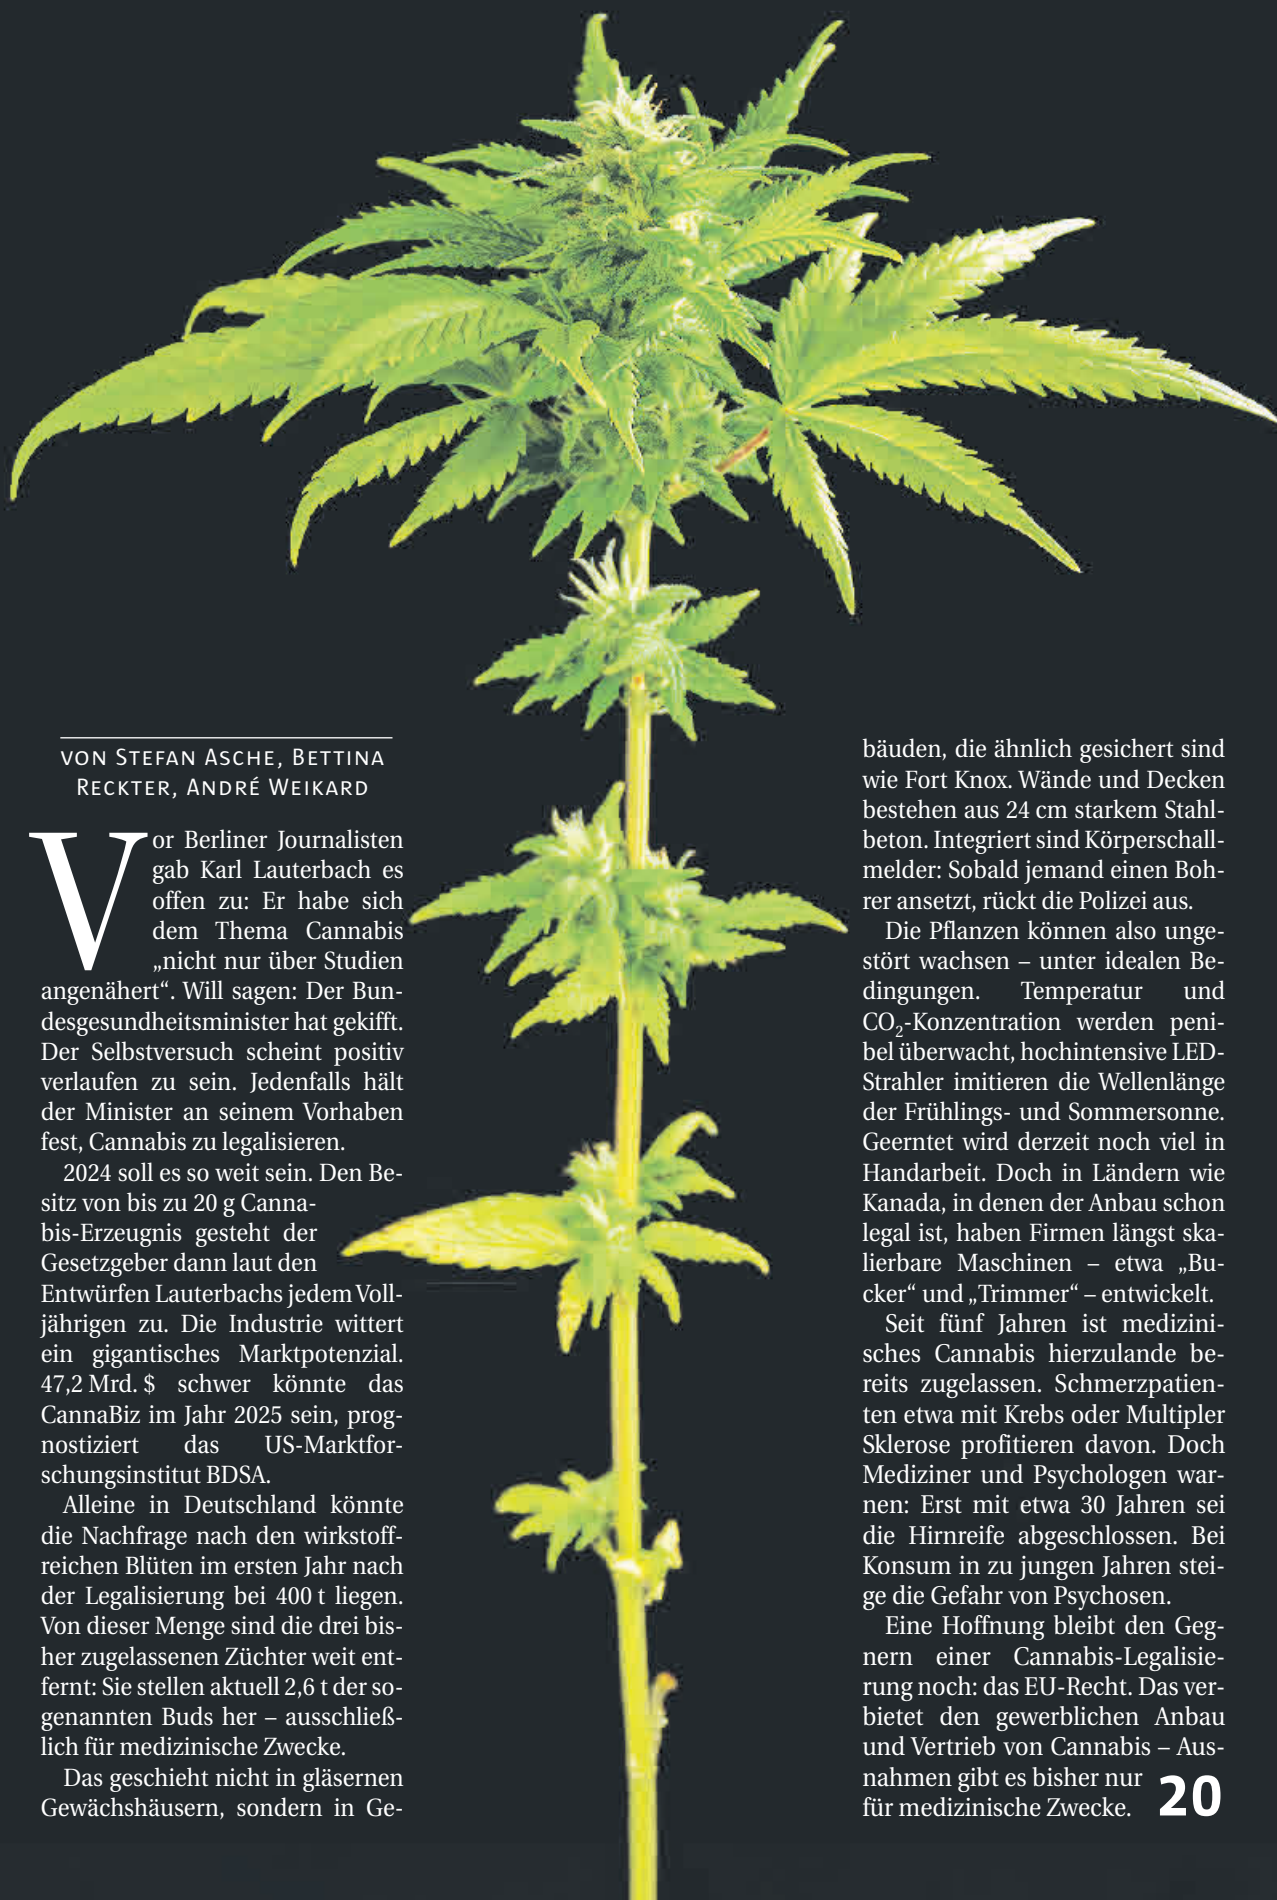 VON STEFAN ASCHE, BETTINA
RECKTER, ANDRÉ WEIKARD
Vor Berliner Journalisten
gab Karl Lauterbach es
offen zu: Er habe sich
dem Thema Cannabis
„nicht nur über Studien
angenähert“. Will sagen: Der Bun-
desgesundheitsminister hat gekifft.
Der Selbstversuch scheint positiv
verlaufen zu sein. Jedenfalls hält
der Minister an seinem Vorhaben
fest, Cannabis zu legalisieren.
2024 soll es so weit sein. Den Be-
sitz von bis zu 20 g Canna-
bis-Erzeugnis gesteht der
Gesetzgeber dann laut den
Entwürfen Lauterbachs jedem Voll-
jährigen zu. Die Industrie wittert
ein gigantisches Marktpotenzial.
47,2 Mrd. $ schwer könnte das
CannaBiz im Jahr 2025 sein, prog-
nostiziert das US-Marktfor-
schungsinstitut BDSA.
Alleine in Deutschland könnte
die Nachfrage nach den wirkstoff-
reichen Blüten im ersten Jahr nach
der Legalisierung bei 400 t liegen.
Von dieser Menge sind die drei bis-
her zugelassenen Züchter weit ent-
fernt: Sie stellen aktuell 2,6 t der so-
genannten Buds her – ausschließ-
lich für medizinische Zwecke.
Das geschieht nicht in gläsernen
Gewächshäusern, sondern in Ge-
bäuden, die ähnlich gesichert sind
wie Fort Knox. Wände und Decken
bestehen aus 24 cm starkem Stahl-
beton. Integriert sind Körperschall-
melder: Sobald jemand einen Boh-
rer ansetzt, rückt die Polizei aus.
Die Pflanzen können also unge-
stört wachsen – unter idealen Be-
dingungen. Temperatur und
CO₂-Konzentration werden peni-
bel überwacht, hochintensive LED-
Strahler imitieren die Wellenlänge
der Frühlings- und Sommersonne.
Geerntet wird derzeit noch viel in
Handarbeit. Doch in Ländern wie
Kanada, in denen der Anbau schon
legal ist, haben Firmen längst ska-
lierbare Maschinen – etwa „Bu-
cker“ und „Trimmer“ – entwickelt.
Seit fünf Jahren ist medizini-
sches Cannabis hierzulande be-
reits zugelassen. Schmerzpatien-
ten etwa mit Krebs oder Multipler
Sklerose profitieren davon. Doch
Mediziner und Psychologen war-
nen: Erst mit etwa 30 Jahren sei
die Hirnreife abgeschlossen. Bei
Konsum in zu jungen Jahren stei-
ge die Gefahr von Psychosen.
Eine Hoffnung bleibt den Geg-
nern einer Cannabis-Legalisie-
rung noch: das EU-Recht. Das ver-
bietet den gewerblichen Anbau
und Vertrieb von Cannabis – Aus-
nahmen gibt es bisher nur
für medizinische Zwecke. 20